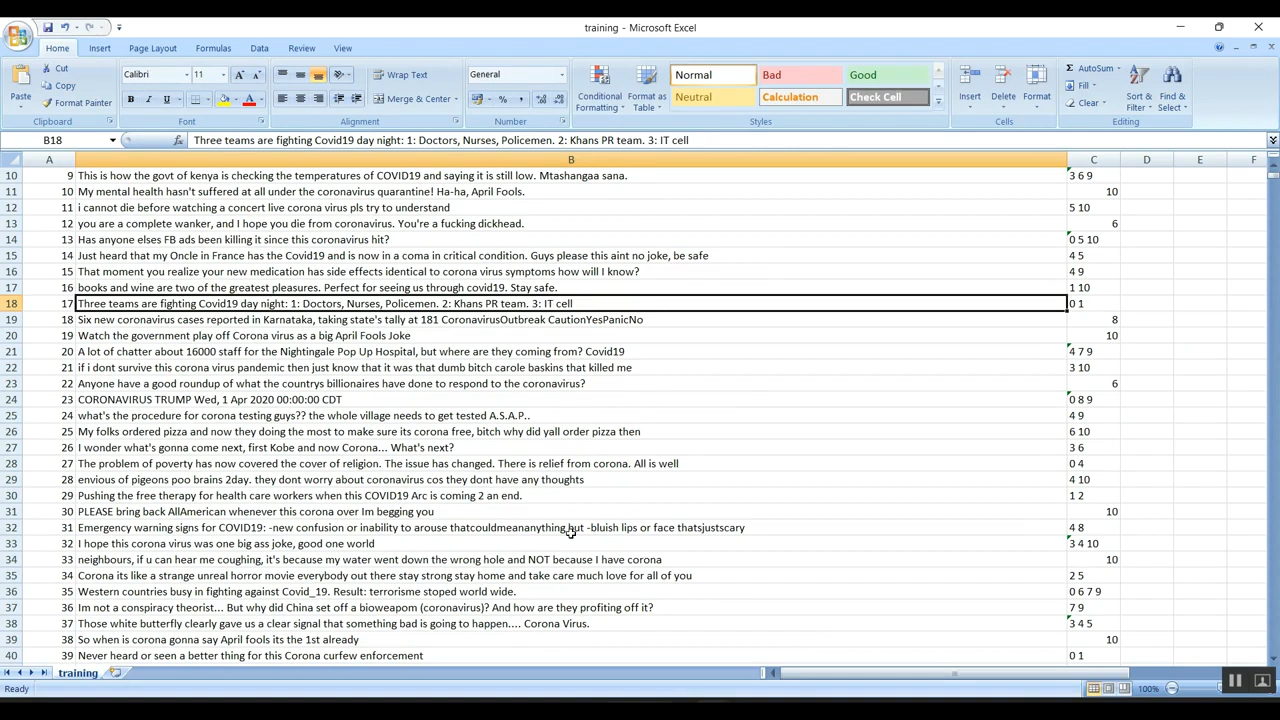 training - Microsoft Excel
Home Insert Page Layout Formulas Data Review View
Paste Cut Copy Format Painter Clipboard
Calibri 11 Font
Wrap Text Merge & Center Alignment
General Number
Conditional Formatting Format as Table Normal Bad Good Neutral Calculation Check Cell Styles
Insert Delete Format Cells
AutoSum Fill Clear Sort & Filter Find & Select Editing
B18 fx Three teams are fighting Covid19 day night: 1: Doctors, Nurses, Policemen. 2: Khans PR team. 3: IT cell
A B C D E F
10 9 This is how the govt of kenya is checking the temperatures of COVID19 and saying it is still low. Mtashangaa sana. 3 6 9
11 10 My mental health hasn't suffered at all under the coronavirus quarantine! Ha-ha, April Fools. 10
12 11 i cannot die before watching a concert live corona virus pls try to understand 5 10
13 12 you are a complete wanker, and I hope you die from coronavirus. You're a fucking dickhead. 6
14 13 Has anyone elses FB ads been killing it since this coronavirus hit? 0 5 10
15 14 Just heard that my Oncle in France has the Covid19 and is now in a coma in critical condition. Guys please this aint no joke, be safe 4 5
16 15 That moment you realize your new medication has side effects identical to corona virus symptoms how will I know? 4 9
17 16 books and wine are two of the greatest pleasures. Perfect for seeing us through covid19. Stay safe. 1 10
18 17 Three teams are fighting Covid19 day night: 1: Doctors, Nurses, Policemen. 2: Khans PR team. 3: IT cell 0 1
19 18 Six new coronavirus cases reported in Karnataka, taking state's tally at 181 CoronavirusOutbreak CautionYesPanicNo 8
20 19 Watch the government play off Corona virus as a big April Fools Joke 10
21 20 A lot of chatter about 16000 staff for the Nightingale Pop Up Hospital, but where are they coming from? Covid19 4 7 9
22 21 if i dont survive this corona virus pandemic then just know that it was that dumb bitch carole baskins that killed me 3 10
23 22 Anyone have a good roundup of what the countrys billionaires have done to respond to the coronavirus? 6
24 23 CORONAVIRUS TRUMP Wed, 1 Apr 2020 00:00:00 CDT 0 8 9
25 24 what's the procedure for corona testing guys?? the whole village needs to get tested A.S.A.P.. 4 9
26 25 My folks ordered pizza and now they doing the most to make sure its corona free, bitch why did yall order pizza then 6 10
27 26 I wonder what's gonna come next, first Kobe and now Corona... What's next? 3 6
28 27 The problem of poverty has now covered the cover of religion. The issue has changed. There is relief from corona. All is well 0 4
29 28 envious of pigeons poo brains 2day. they dont worry about coronavirus cos they dont have any thoughts 4 10
30 29 Pushing the free therapy for health care workers when this COVID19 Arc is coming 2 an end. 1 2
31 30 PLEASE bring back AllAmerican whenever this corona over Im begging you 10
32 31 Emergency warning signs for COVID19: -new confusion or inability to arouse thatcouldmeananything but -bluish lips or face thatsjustscary 4 8
33 32 I hope this corona virus was one big ass joke, good one world 3 4 10
34 33 neighbours, if u can hear me coughing, it's because my water went down the wrong hole and NOT because I have corona 10
35 34 Corona its like a strange unreal horror movie everybody out there stay strong stay home and take care much love for all of you 2 5
36 35 Western countries busy in fighting against Covid_19. Result: terrorisme stoped world wide. 0 6 7 9
37 36 Im not a conspiracy theorist... But why did China set off a bioweapom (coronavirus)? And how are they profiting off it? 7 9
38 37 Those white butterfly clearly gave us a clear signal that something bad is going to happen.... Corona Virus. 3 4 5
39 38 So when is corona gonna say April fools its the 1st already 10
40 39 Never heard or seen a better thing for this Corona curfew enforcement 0 1
training
Ready 100%